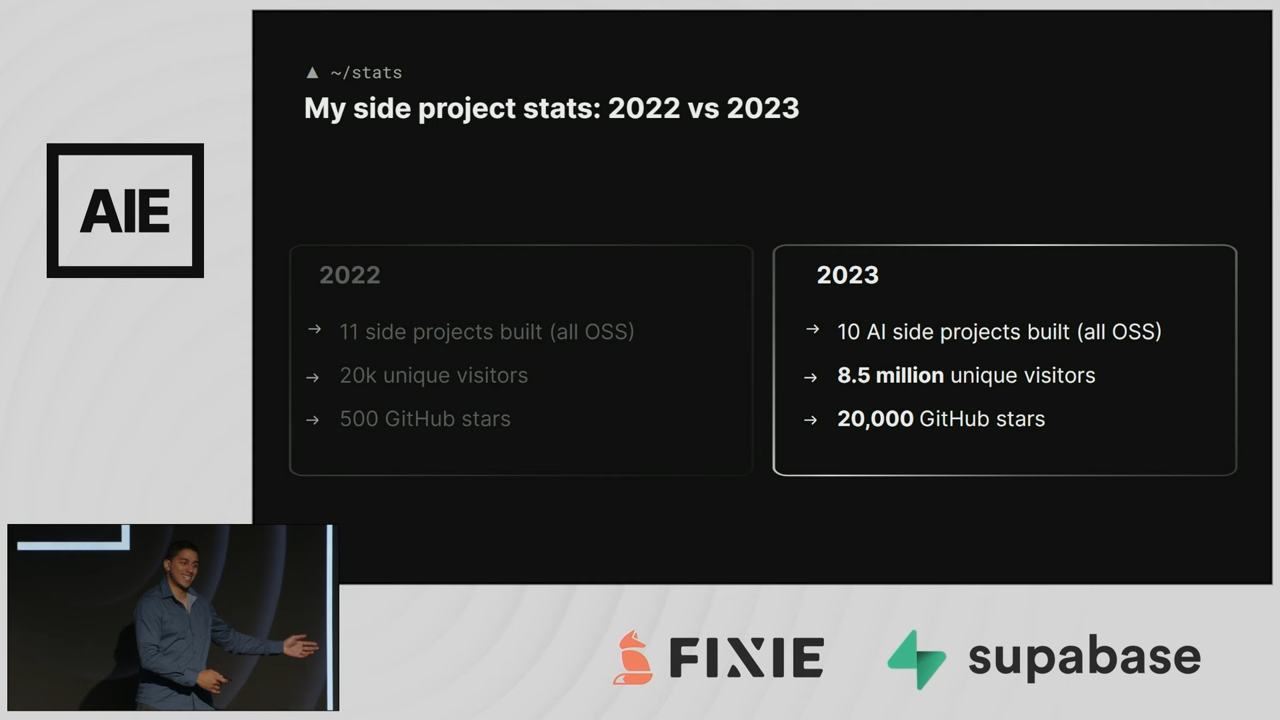 ▲ ~/stats
My side project stats: 2022 vs 2023
AIE
2022
→ 11 side projects built (all OSS)
→ 20k unique visitors
→ 500 GitHub stars
2023
→ 10 AI side projects built (all OSS)
→ 8.5 million unique visitors
→ 20,000 GitHub stars
FIXIE
supabase